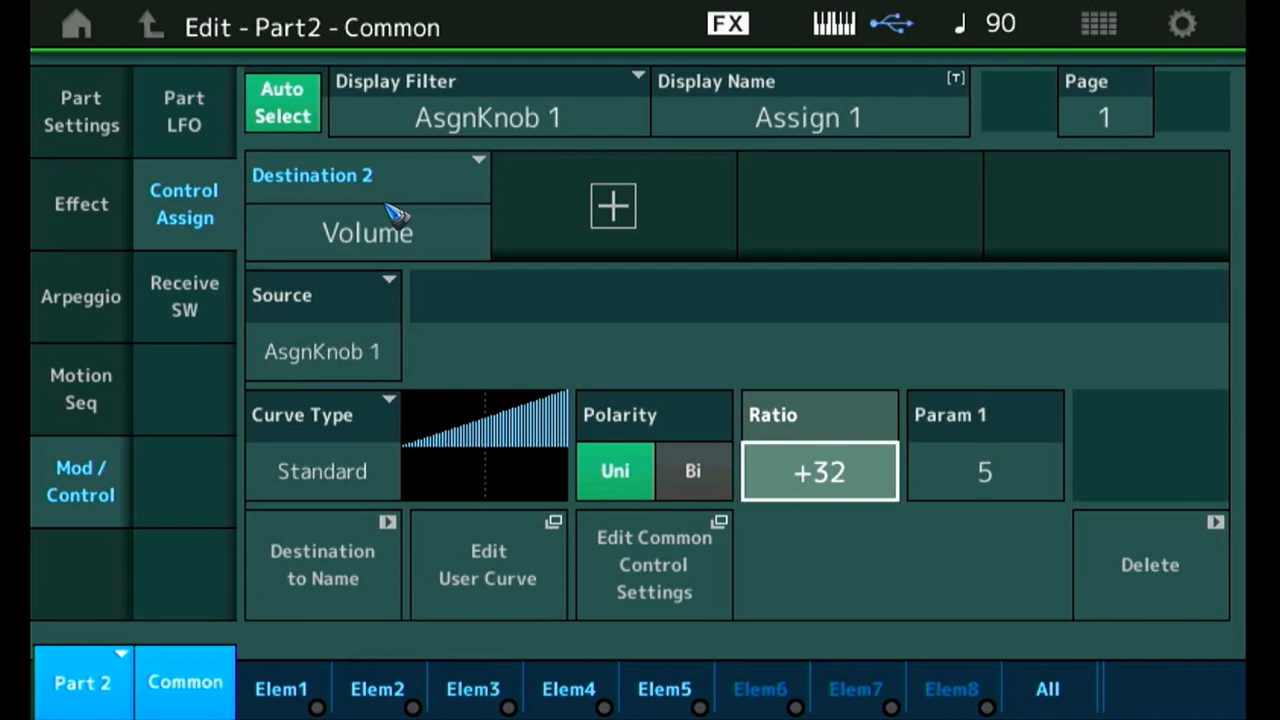 Edit - Part2 - Common
FX
♩ 90
Part
Settings
Part
LFO
Auto
Select
Display Filter
AsgnKnob 1
Display Name
[T]
Assign 1
Page
1
Effect
Control
Assign
Destination 2
Volume
Arpeggio
Receive
SW
Source
AsgnKnob 1
Motion
Seq
Curve Type
Standard
Polarity
Uni
Bi
Ratio
+32
Param 1
5
Mod /
Control
Destination
to Name
Edit
User Curve
Edit Common
Control
Settings
Delete
Part 2
Common
Elem1
Elem2
Elem3
Elem4
Elem5
Elem6
Elem7
Elem8
All